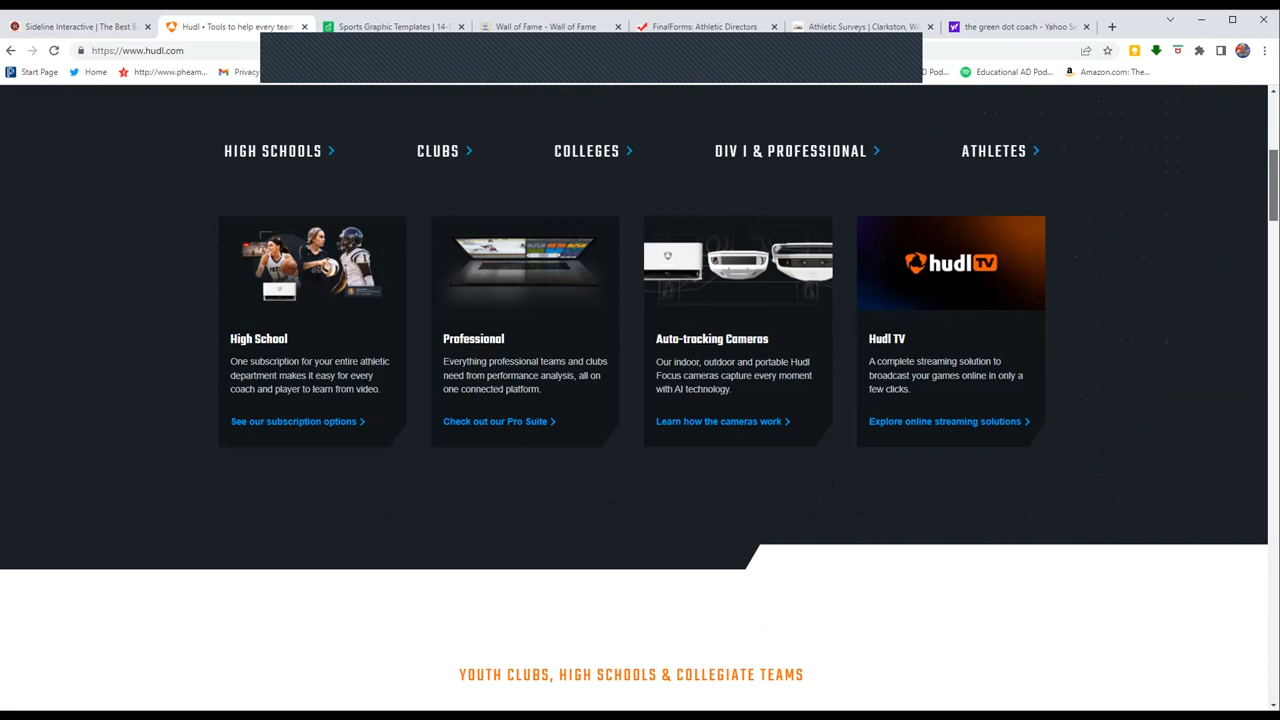 Sideline Interactive | The Best B
Hudl • Tools to help every team
Sports Graphic Templates | 14-D
Wall of Fame - Wall of Fame
FinalForms: Athletic Directors
Athletic Surveys | Clarkston, W
the green dot coach - Yahoo Se
https://www.hudl.com
Start Page
Home
http://www.pheam...
Privacy
Educational AD Pod...
Amazon.com: The...
HIGH SCHOOLS
CLUBS
COLLEGES
DIV I & PROFESSIONAL
ATHLETES
hudl TV
High School
One subscription for your entire athletic
department makes it easy for every
coach and player to learn from video.
See our subscription options
Professional
Everything professional teams and clubs
need from performance analysis, all on
one connected platform.
Check out our Pro Suite
Auto-tracking Cameras
Our indoor, outdoor and portable Hudl
Focus cameras capture every moment
with AI technology.
Learn how the cameras work
Hudl TV
A complete streaming solution to
broadcast your games online in only a
few clicks.
Explore online streaming solutions
YOUTH CLUBS, HIGH SCHOOLS & COLLEGIATE TEAMS